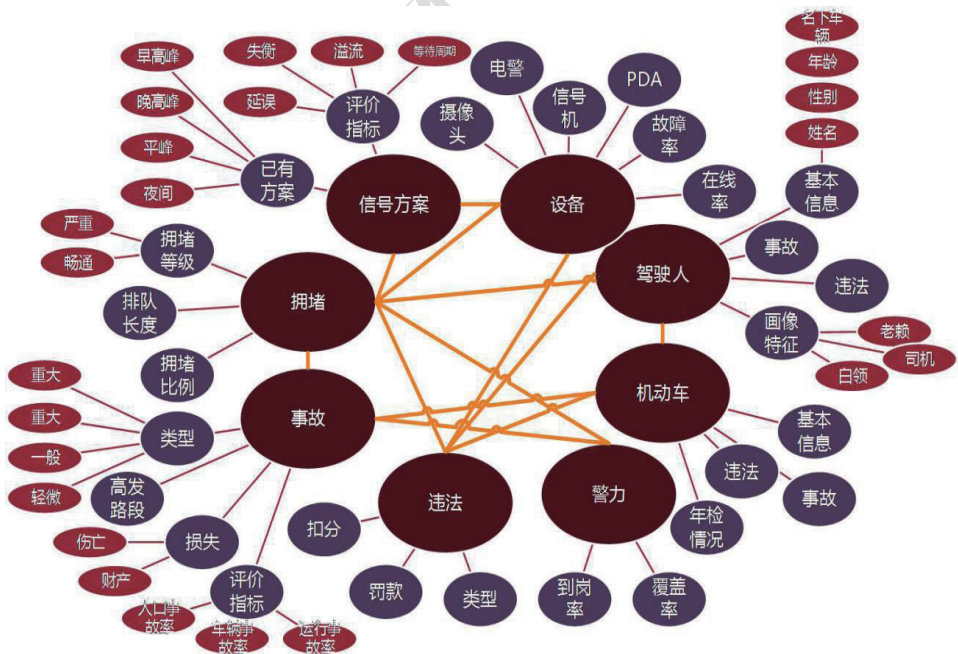 名下车
辆
年龄
性别
姓名
基本
信息
早高峰
晚高峰
平峰
夜间
已有
方案
失衡
溢流
等待周期
延误
评价
指标
信号方案
电警
信号
机
PDA
摄像
头
故障
率
在线
率
设备
驾驶人
事故
违法
画像
特征
老赖
司机
白领
严重
畅通
拥堵
等级
排队
长度
拥堵
比例
拥堵
机动车
基本
信息
违法
事故
年检
情况
重大
重大
一般
轻微
类型
高发
路段
事故
伤亡
财产
损失
评价
指标
人口事
故率
车辆事
故率
运行事
故率
违法
扣分
罚款
类型
警力
到岗
率
覆盖
率